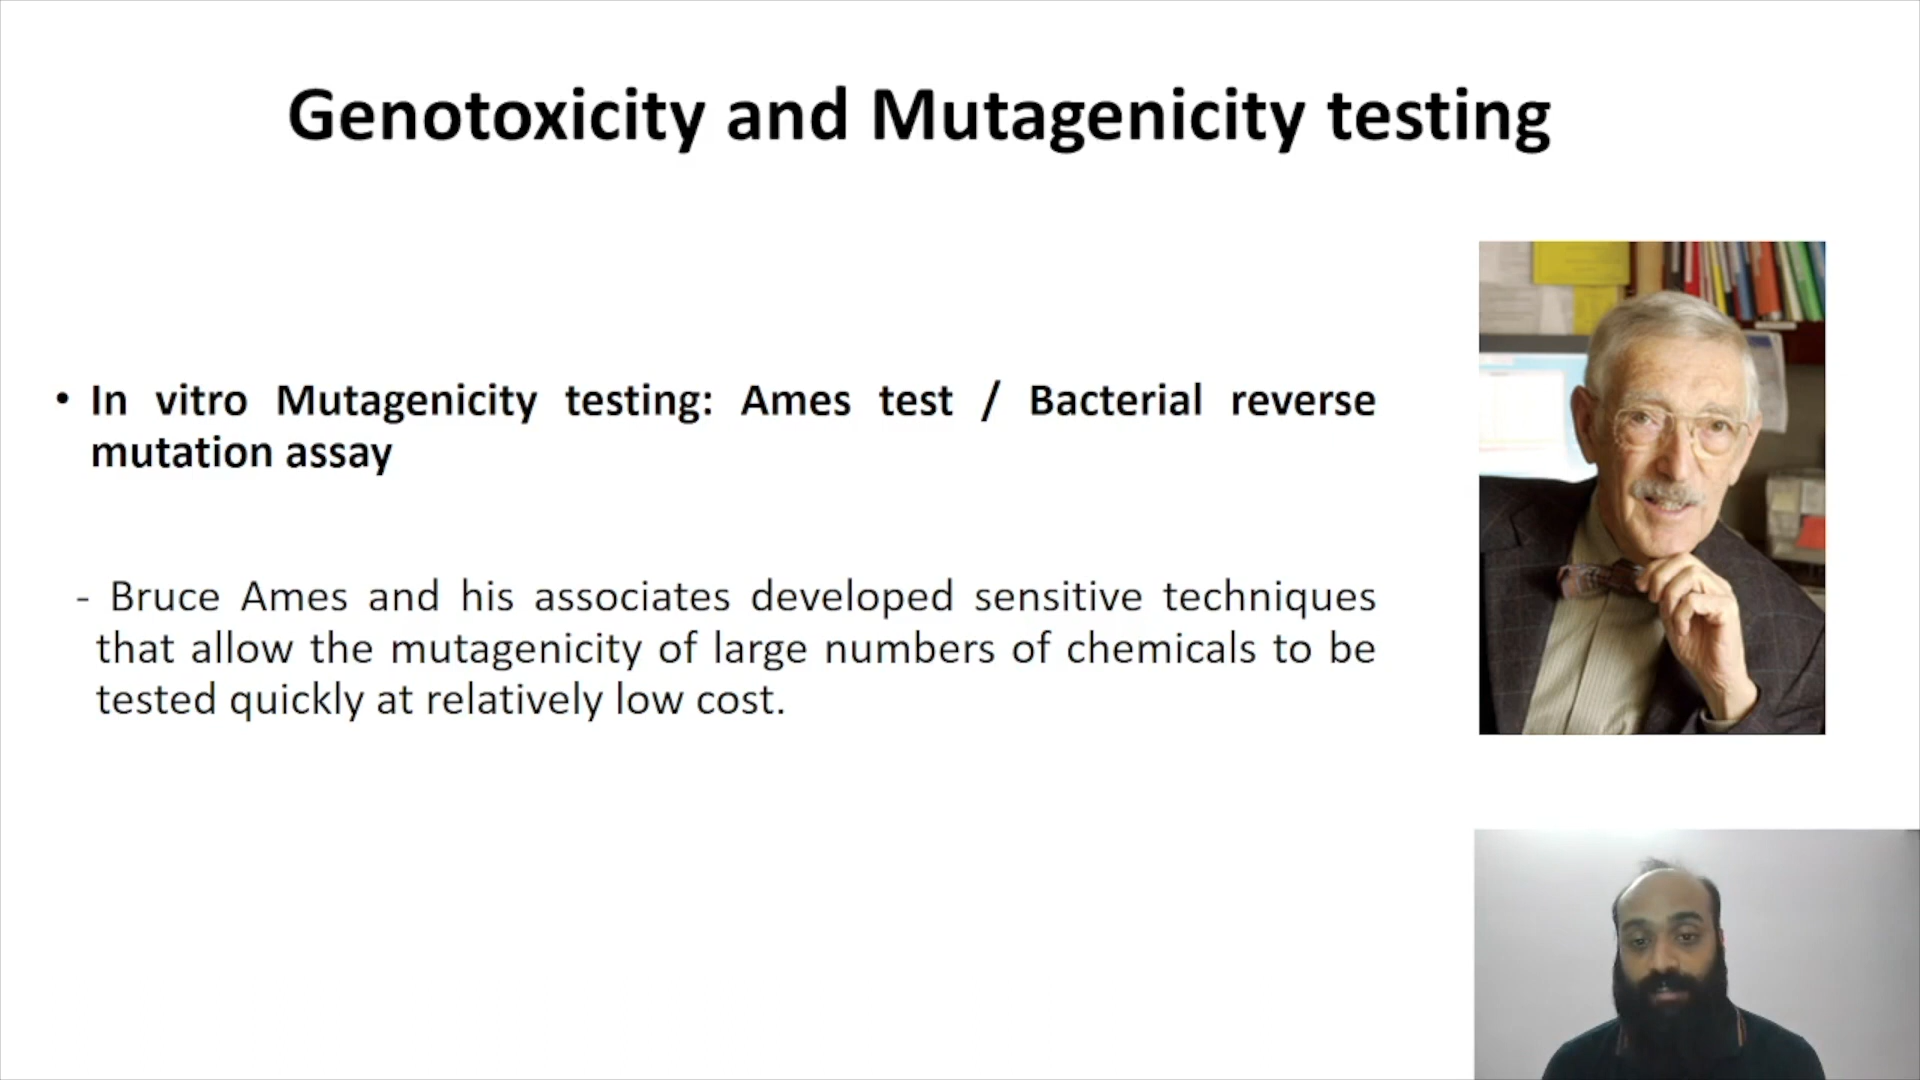 Genotoxicity and Mutagenicity testing
• In vitro Mutagenicity testing: Ames test / Bacterial reverse
mutation assay
- Bruce Ames and his associates developed sensitive techniques
that allow the mutagenicity of large numbers of chemicals to be
tested quickly at relatively low cost.